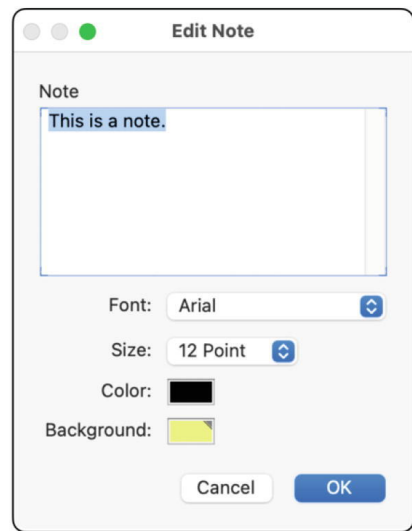 Edit Note
Note
This is a note.
Font: Arial
Size: 12 Point
Color:
Background:
Cancel OK